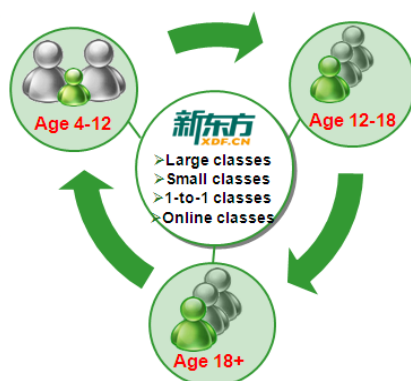 Age 4-12
Age 12-18
新东方
XDF.CN
➢Large classes
➢Small classes
➢1-to-1 classes
➢Online classes
Age 18+